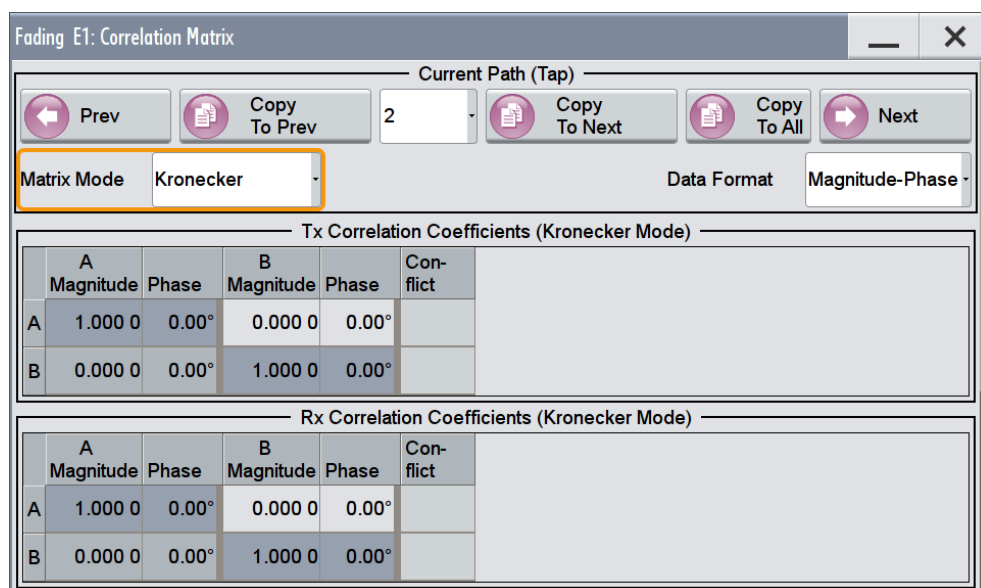 Fading E1: Correlation Matrix
Current Path (Tap)
Prev
Copy
To Prev
2
Copy
To Next
Copy
To All
Next
Matrix Mode Kronecker Data Format Magnitude-Phase
Tx Correlation Coefficients (Kronecker Mode)
A B Con-
Magnitude Phase Magnitude Phase flict
A 1.000 0 0.00° 0.000 0 0.00°
B 0.000 0 0.00° 1.000 0 0.00°
Rx Correlation Coefficients (Kronecker Mode)
A B Con-
Magnitude Phase Magnitude Phase flict
A 1.000 0 0.00° 0.000 0 0.00°
B 0.000 0 0.00° 1.000 0 0.00°